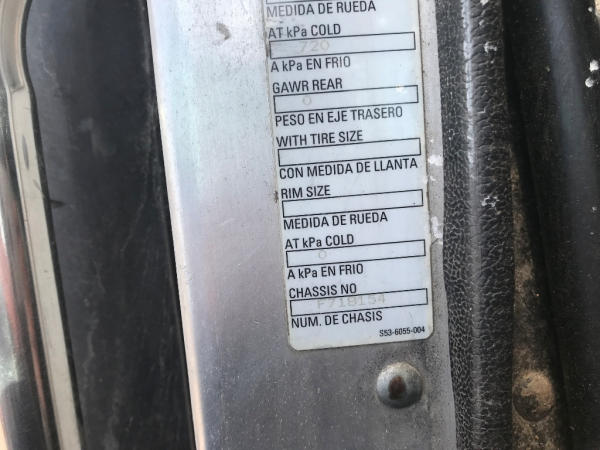 MEDIDA DE RUEDA
AT kPa COLD
720
A kPa EN FRIO
GAWR REAR
0
PESO EN EJE TRASERO
WITH TIRE SIZE
CON MEDIDA DE LLANTA
RIM SIZE
MEDIDA DE RUEDA
AT kPa COLD
0
A kPa EN FRIO
CHASSIS NO
F718154
NUM. DE CHASIS
S53-6055-004